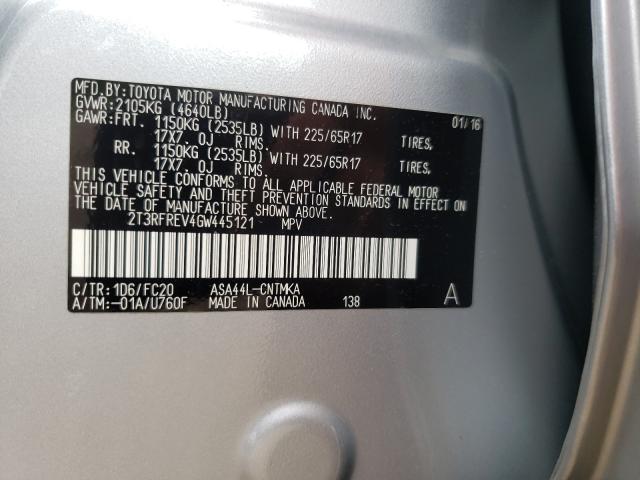 MFD.BY:TOYOTA MOTOR MANUFACTURING CANADA INC.
GVWR:2105KG (4640LB) 01/16
GAWR:FRT. 1150KG (2535LB) WITH 225/65R17 TIRES,
17X7. 0J RIMS.
RR. 1150KG (2535LB) WITH 225/65R17 TIRES,
17X7. 0J RIMS.
THIS VEHICLE CONFORMS TO ALL APPLICABLE FEDERAL MOTOR
VEHICLE SAFETY AND THEFT PREVENTION STANDARDS IN EFFECT ON
THE DATE OF MANUFACTURE SHOWN ABOVE.
2T3RFREV4GW445121 MPV
C/TR:1D6/FC20 ASA44L-CNTMKA
A/TM:-01A/U760F MADE IN CANADA 138 A